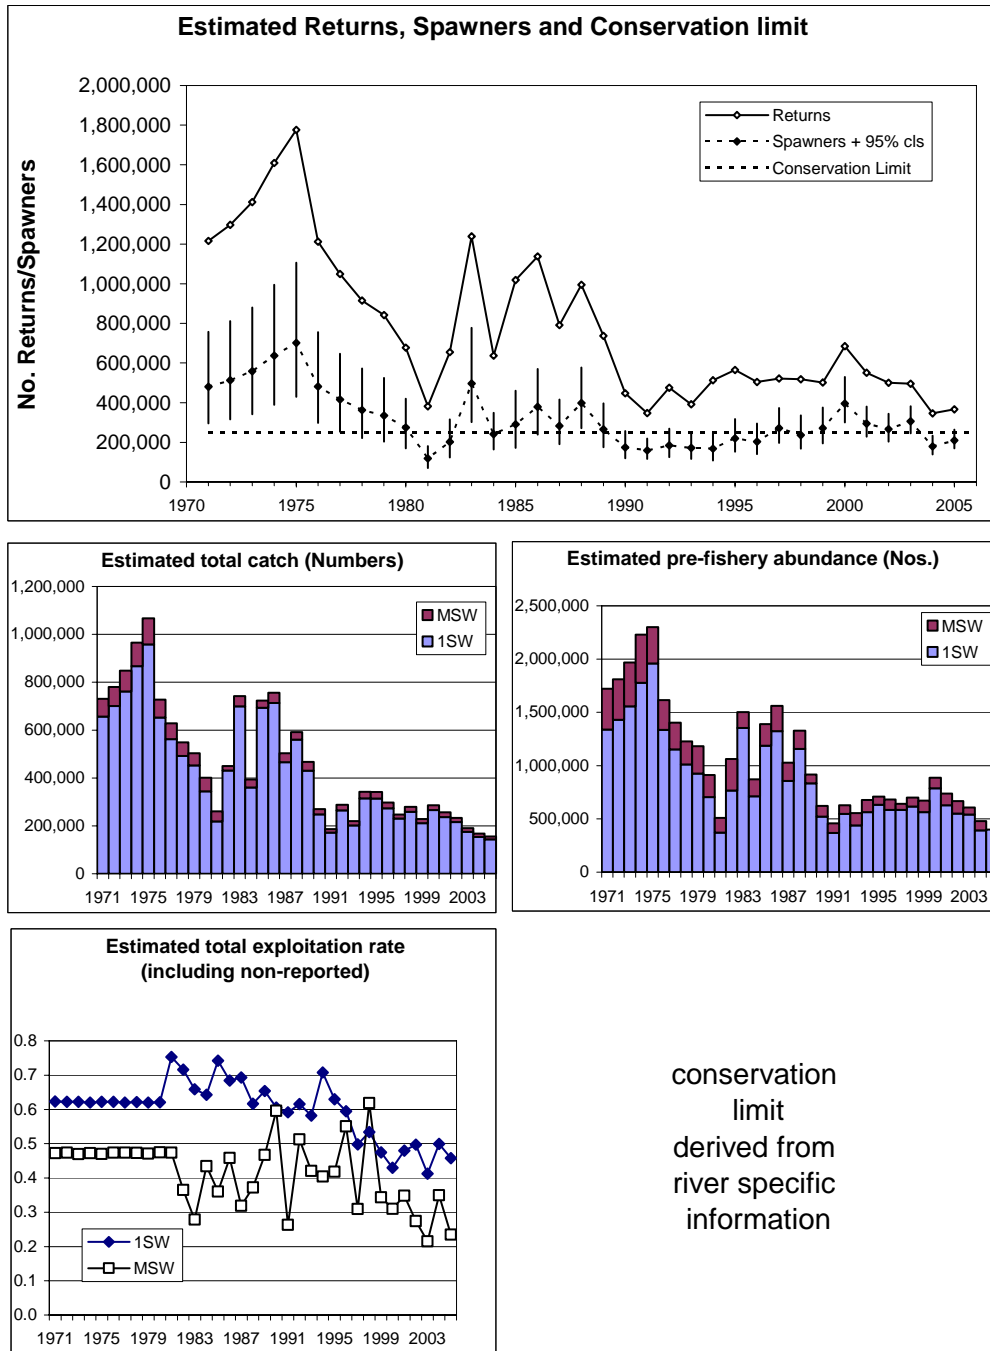 Estimated Returns, Spawners and Conservation limit
No. Returns/Spawners
2,000,000
1,800,000
1,600,000
1,400,000
1,200,000
1,000,000
800,000
600,000
400,000
200,000
0
Returns
Spawners + 95% cls
Conservation Limit
1970 1975 1980 1985 1990 1995 2000 2005
Estimated total catch (Numbers)
1,200,000
1,000,000
800,000
600,000
400,000
200,000
0
MSW
1SW
1971 1975 1979 1983 1987 1991 1995 1999 2003
Estimated pre-fishery abundance (Nos.)
2,500,000
2,000,000
1,500,000
1,000,000
500,000
0
MSW
1SW
1971 1975 1979 1983 1987 1991 1995 1999 2003
Estimated total exploitation rate
(including non-reported)
0.8
0.7
0.6
0.5
0.4
0.3
0.2
0.1
0.0
1SW
MSW
1971 1975 1979 1983 1987 1991 1995 1999 2003
conservation
limit
derived from
river specific
information